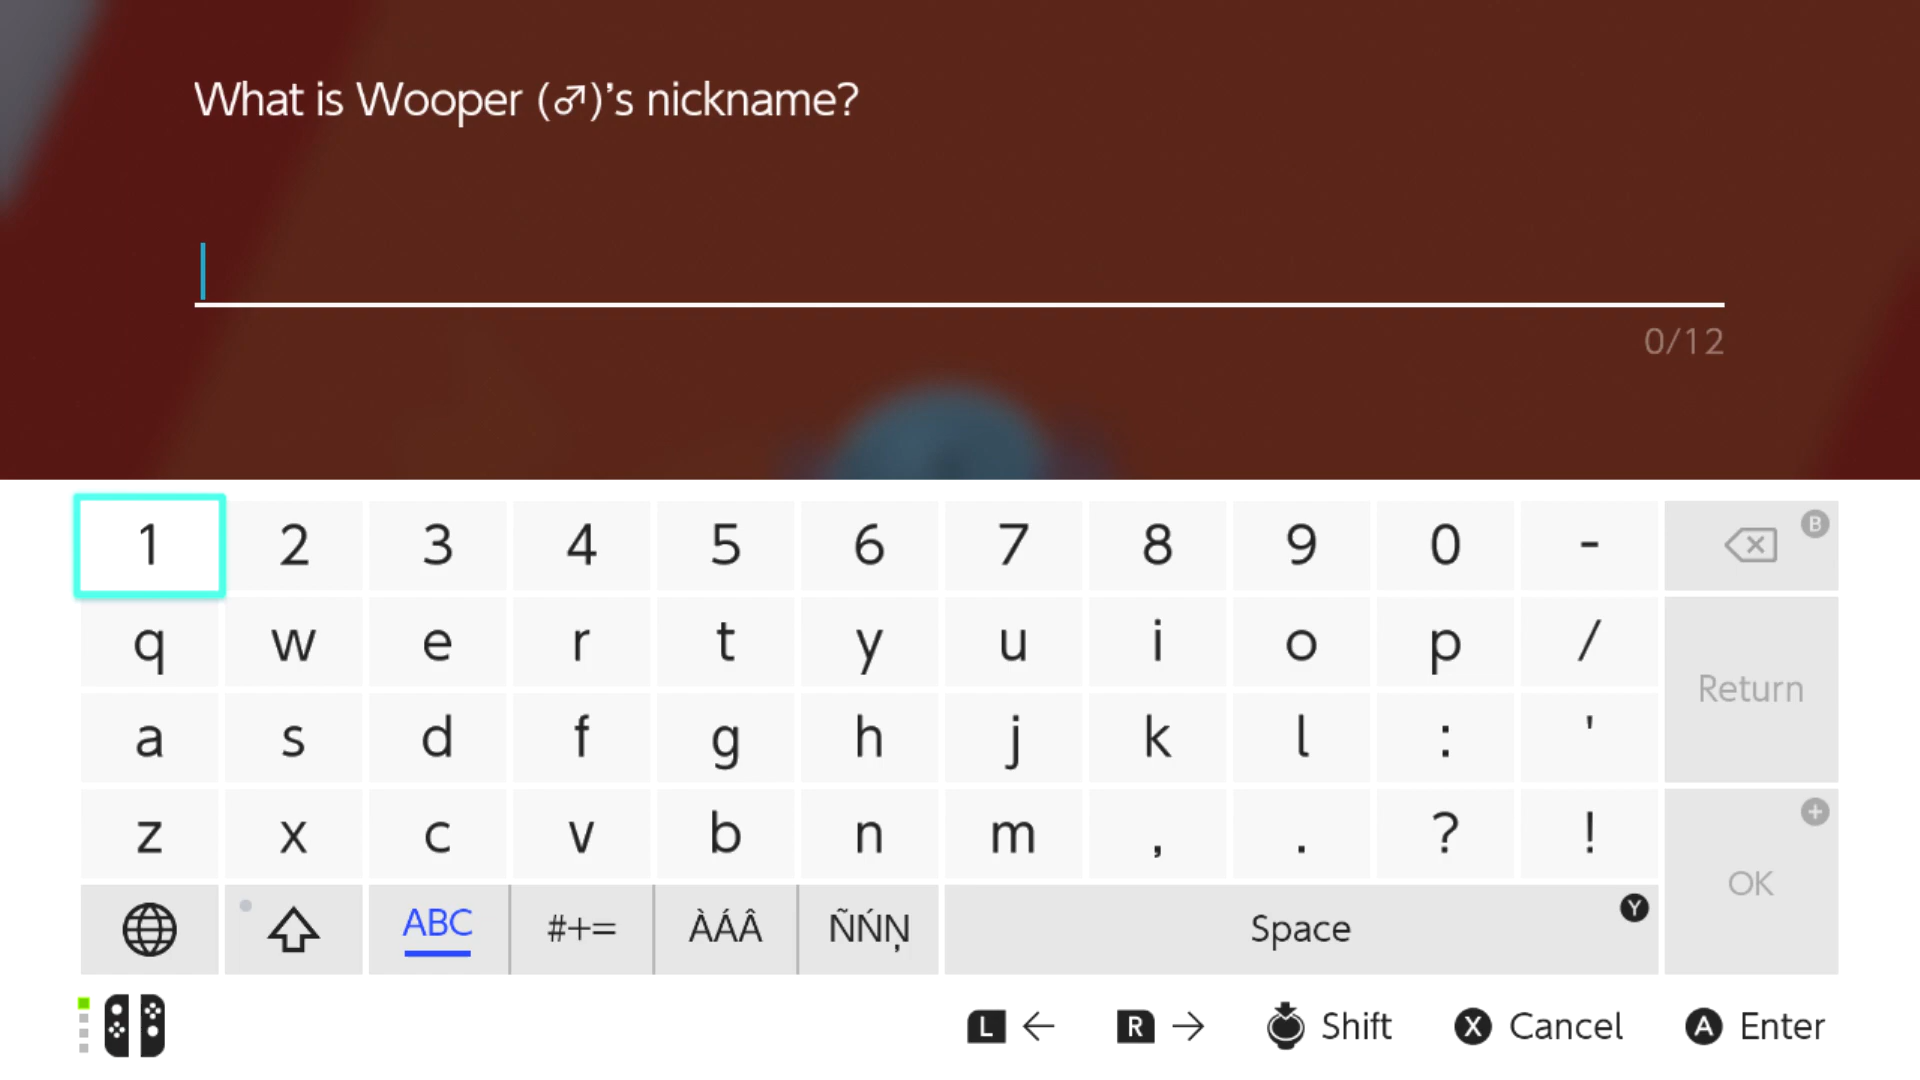 What is Wooper (♂)'s nickname?
0/12
1 2 3 4 5 6 7 8 9 0 - B
q w e r t y u i o p /
Return
a s d f g h j k l : '
z x c v b n m , . ? ! +
OK
ABC #+= ÀÁÂ ÑŃŅ Space Y
L ← R → Shift X Cancel A Enter